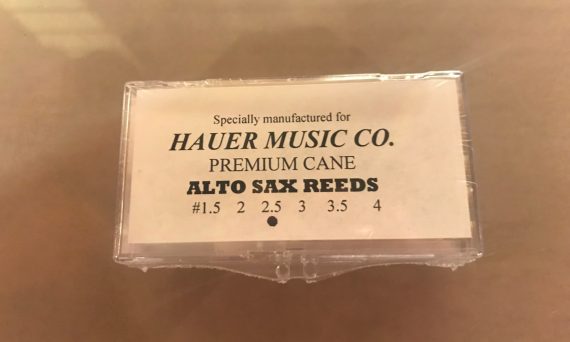 Specially manufactured for
HAUER MUSIC CO.
PREMIUM CANE
ALTO SAX REEDS
#1.5 2 2.5 3 3.5 4